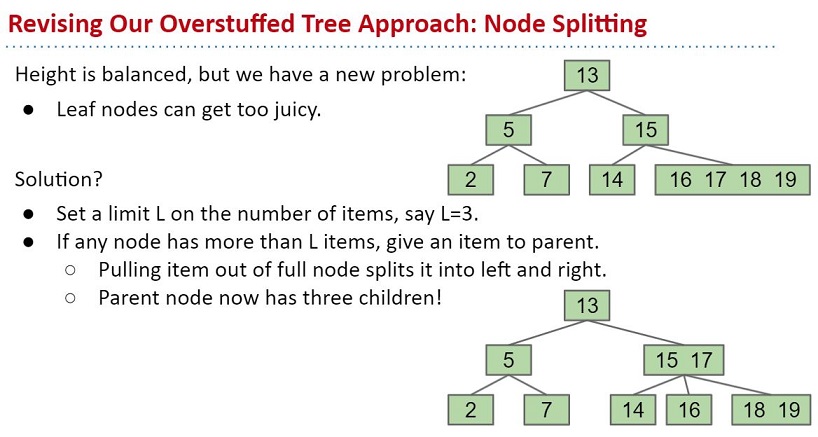 Revising Our Overstuffed Tree Approach: Node Splitting
Height is balanced, but we have a new problem:
● Leaf nodes can get too juicy.
13
5 15
2 7 14 16 17 18 19
Solution?
● Set a limit L on the number of items, say L=3.
● If any node has more than L items, give an item to parent.
○ Pulling item out of full node splits it into left and right.
○ Parent node now has three children!
13
5 15 17
2 7 14 16 18 19